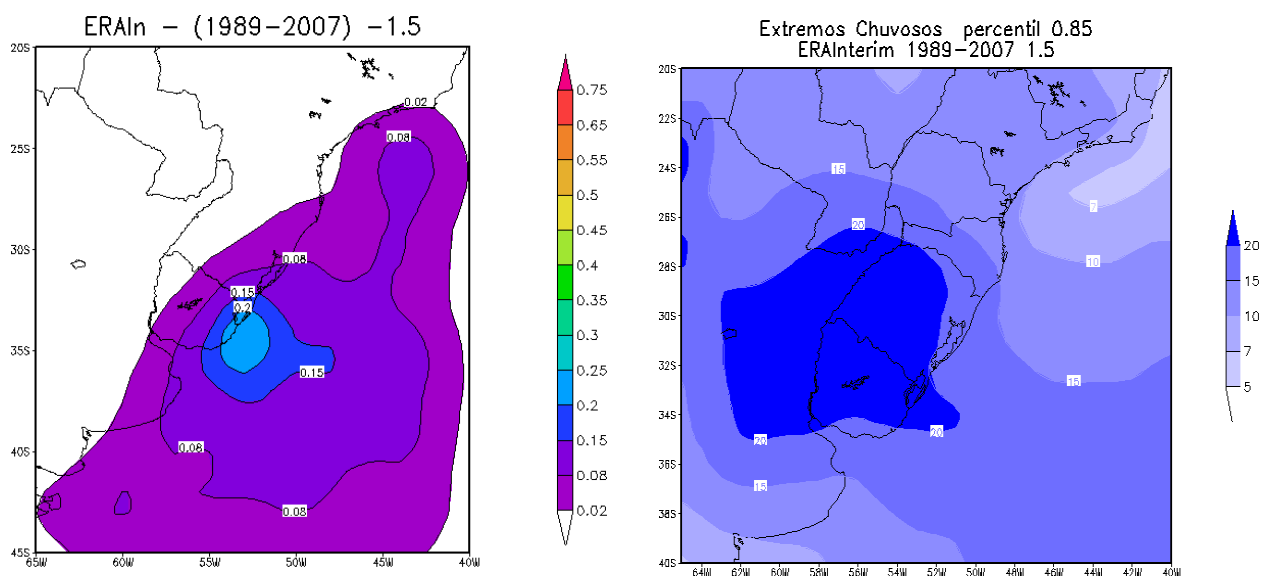 ERAIn − (1989−2007) −1.5
20S
25S
30S
35S
40S
45S
65W 60W 55W 50W 45W 40W
0.02
0.08
0.08
0.15
0.2
0.15
0.08
0.08
0.75
0.65
0.55
0.5
0.45
0.4
0.35
0.3
0.25
0.2
0.15
0.08
0.02
Extremos Chuvosos percentil 0.85
ERAInterim 1989−2007 1.5
20S
22S
24S
26S
28S
30S
32S
34S
36S
38S
40S
64W 62W 60W 58W 56W 54W 52W 50W 48W 46W 44W 42W 40W
15
7
20
10
15
20
20
15
20
15
10
7
5